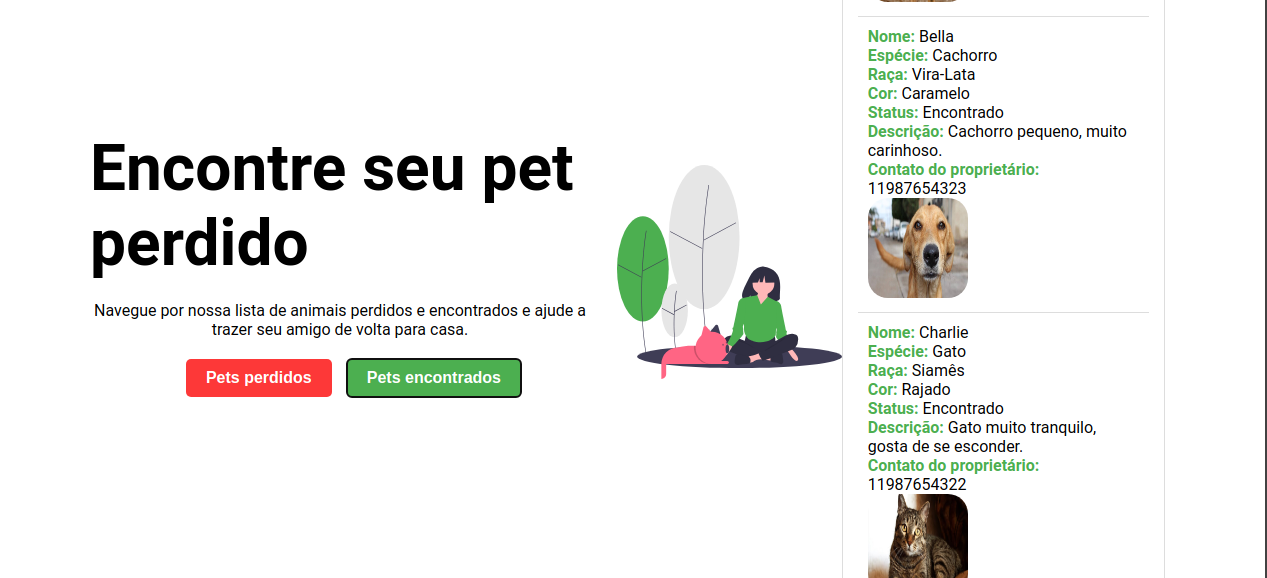 Encontre seu pet
perdido
Navegue por nossa lista de animais perdidos e encontrados e ajude a
trazer seu amigo de volta para casa.
Pets perdidos
Pets encontrados
Nome: Bella
Espécie: Cachorro
Raça: Vira-Lata
Cor: Caramelo
Status: Encontrado
Descrição: Cachorro pequeno, muito
carinhoso.
Contato do proprietário:
11987654323
Nome: Charlie
Espécie: Gato
Raça: Siamês
Cor: Rajado
Status: Encontrado
Descrição: Gato muito tranquilo,
gosta de se esconder.
Contato do proprietário:
11987654322